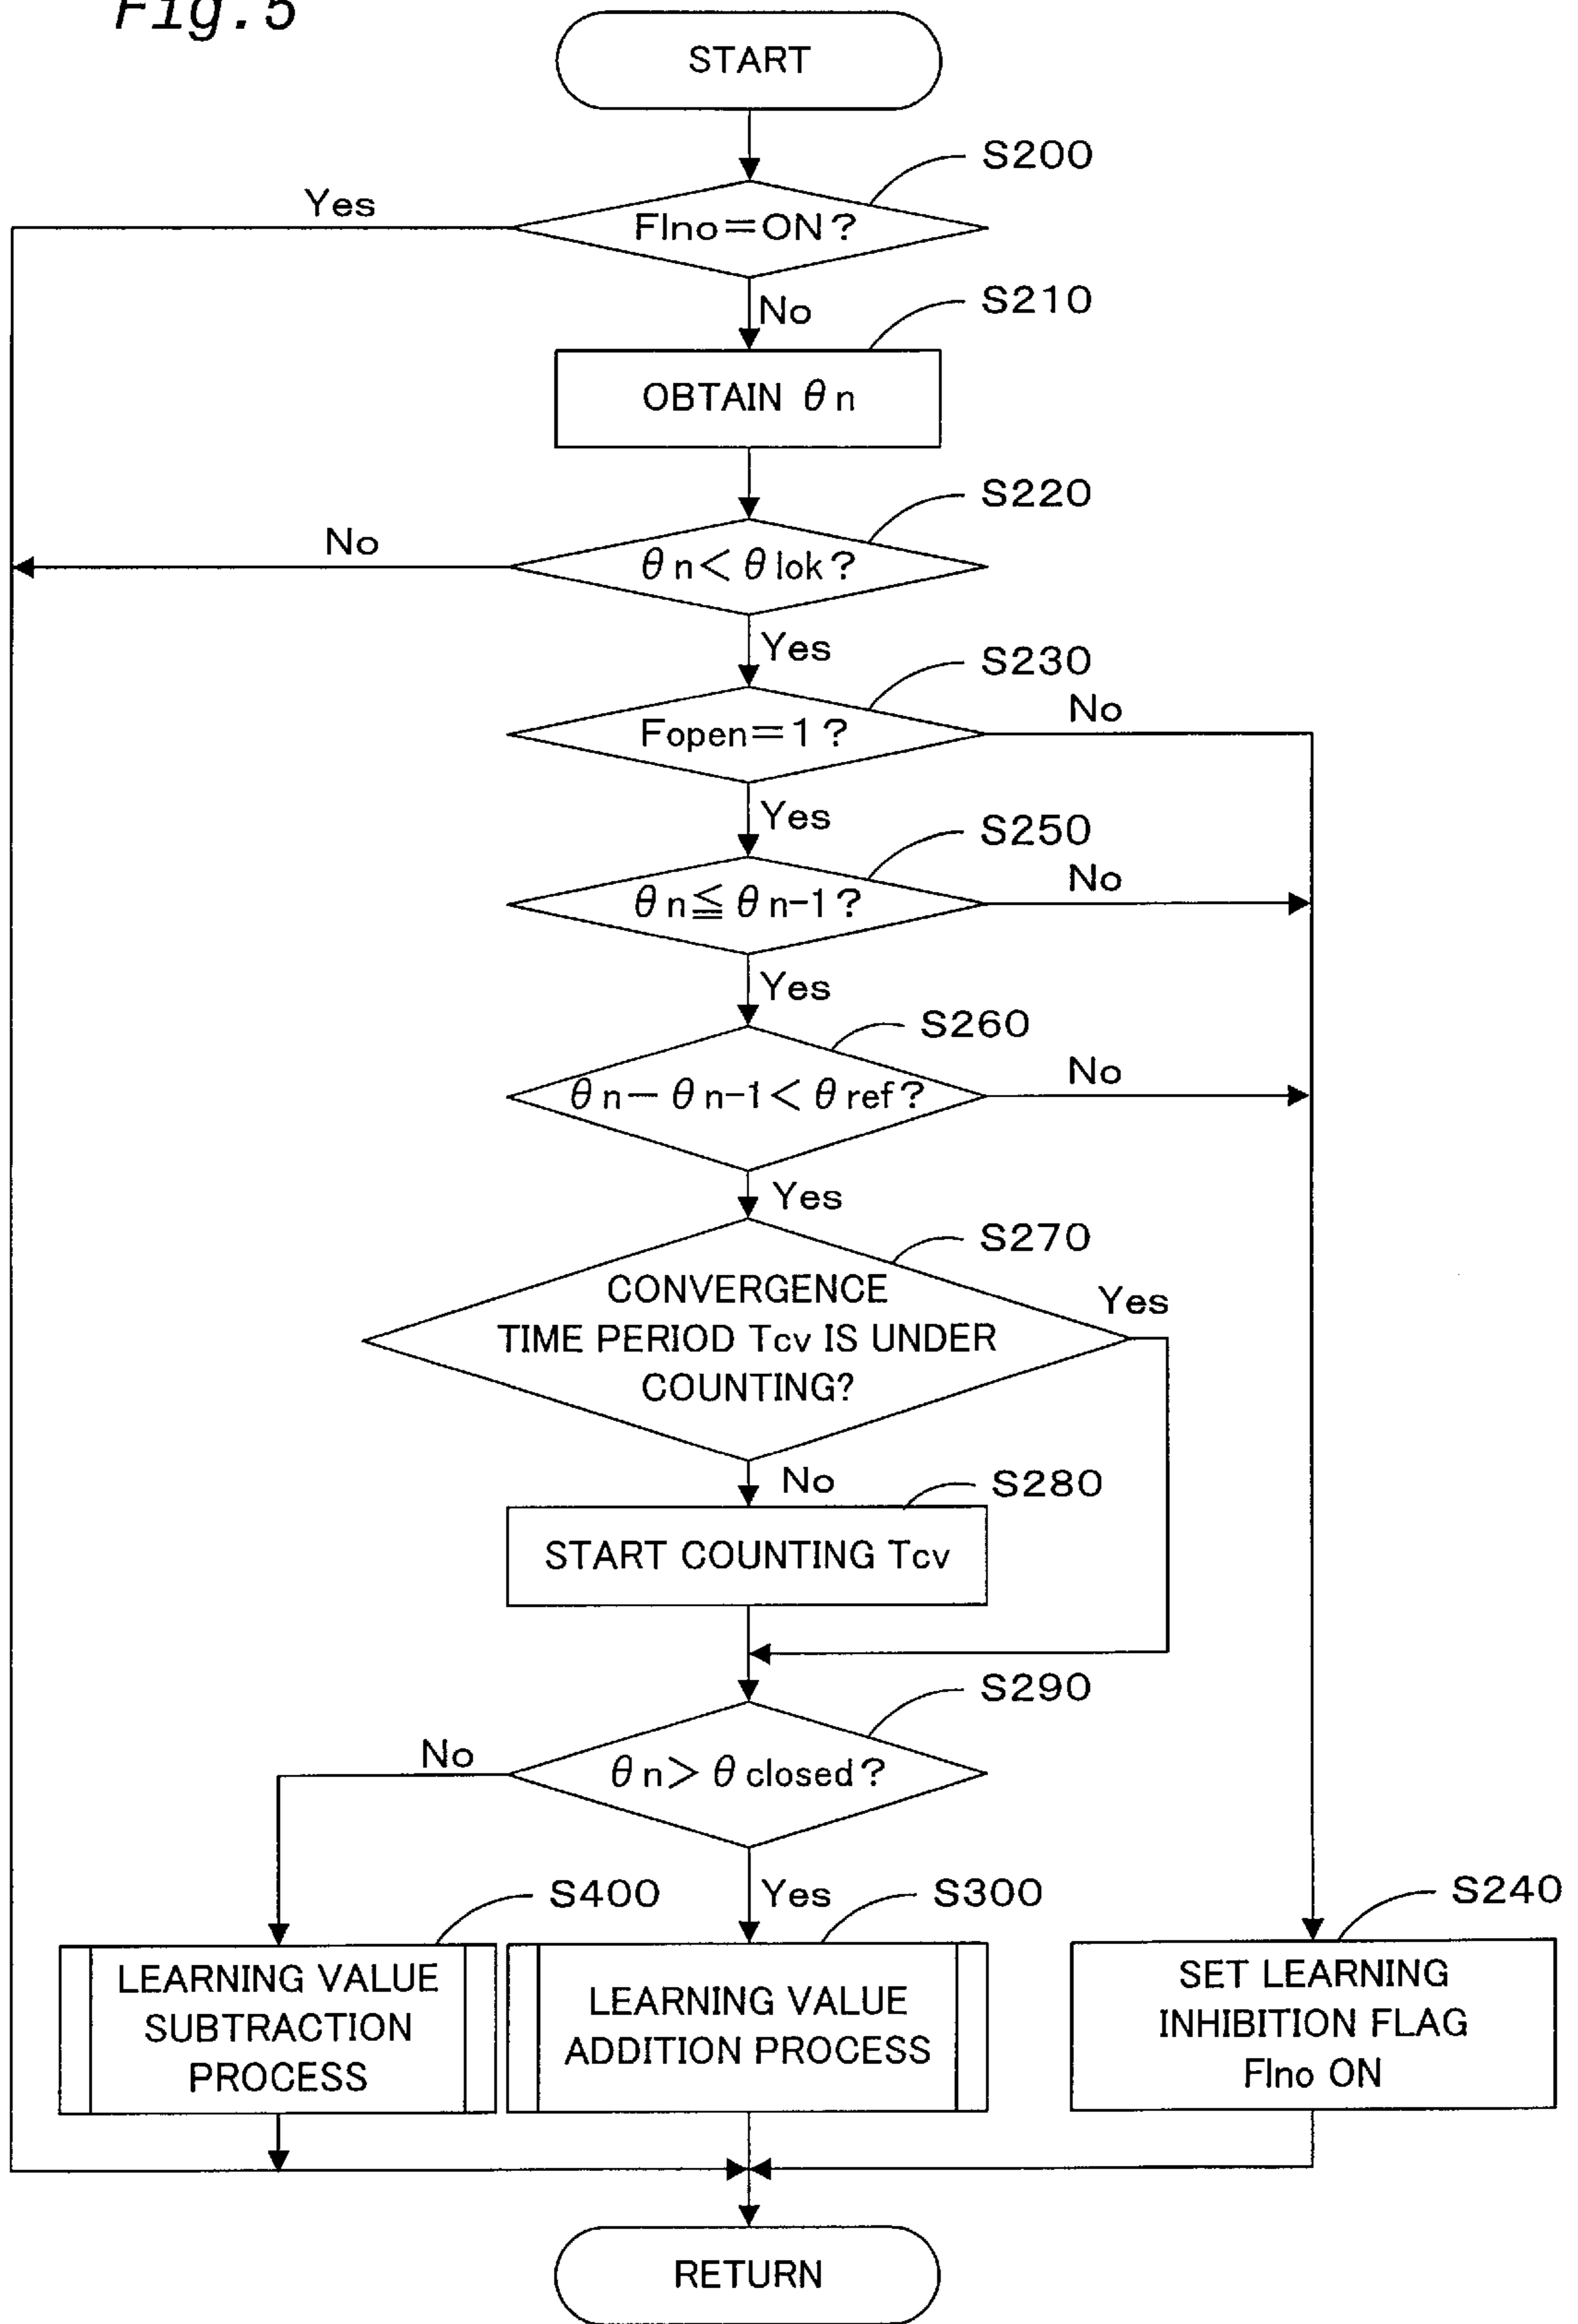 Fig.5
START
S200
Yes
Flno=ON?
No
S210
OBTAIN θn
S220
No
θn<θlok?
Yes
S230
No
Fopen=1?
Yes
S250
No
θn≦θn-1?
Yes
S260
No
θn-θn-1<θref?
Yes
S270
CONVERGENCE
Yes
TIME PERIOD Tcv IS UNDER
COUNTING?
No
S280
START COUNTING Tcv
S290
No
θn>θclosed?
Yes
S400
S300
S240
LEARNING VALUE
SUBTRACTION
PROCESS
LEARNING VALUE
ADDITION PROCESS
SET LEARNING
INHIBITION FLAG
Flno ON
RETURN